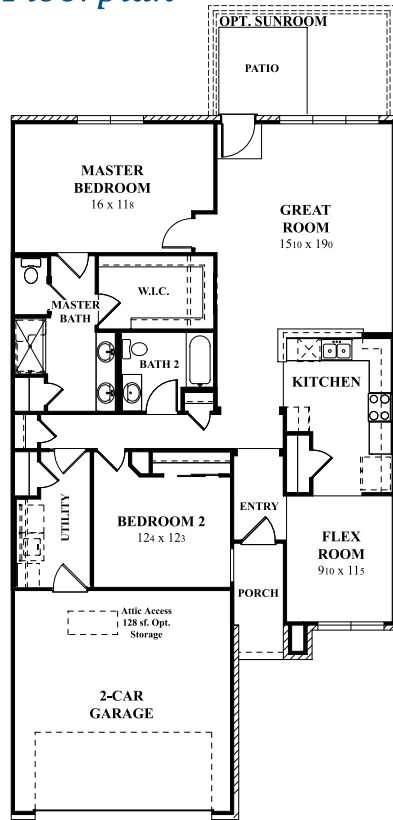 Floorplan
OPT. SUNROOM
PATIO
MASTER
BEDROOM
16 x 118
GREAT
ROOM
1510 x 190
W.I.C.
MASTER
BATH
BATH 2
KITCHEN
UTILITY
BEDROOM 2
124 x 123
ENTRY
FLEX
ROOM
910 x 115
PORCH
Attic Access
128 sf. Opt.
Storage
2-CAR
GARAGE